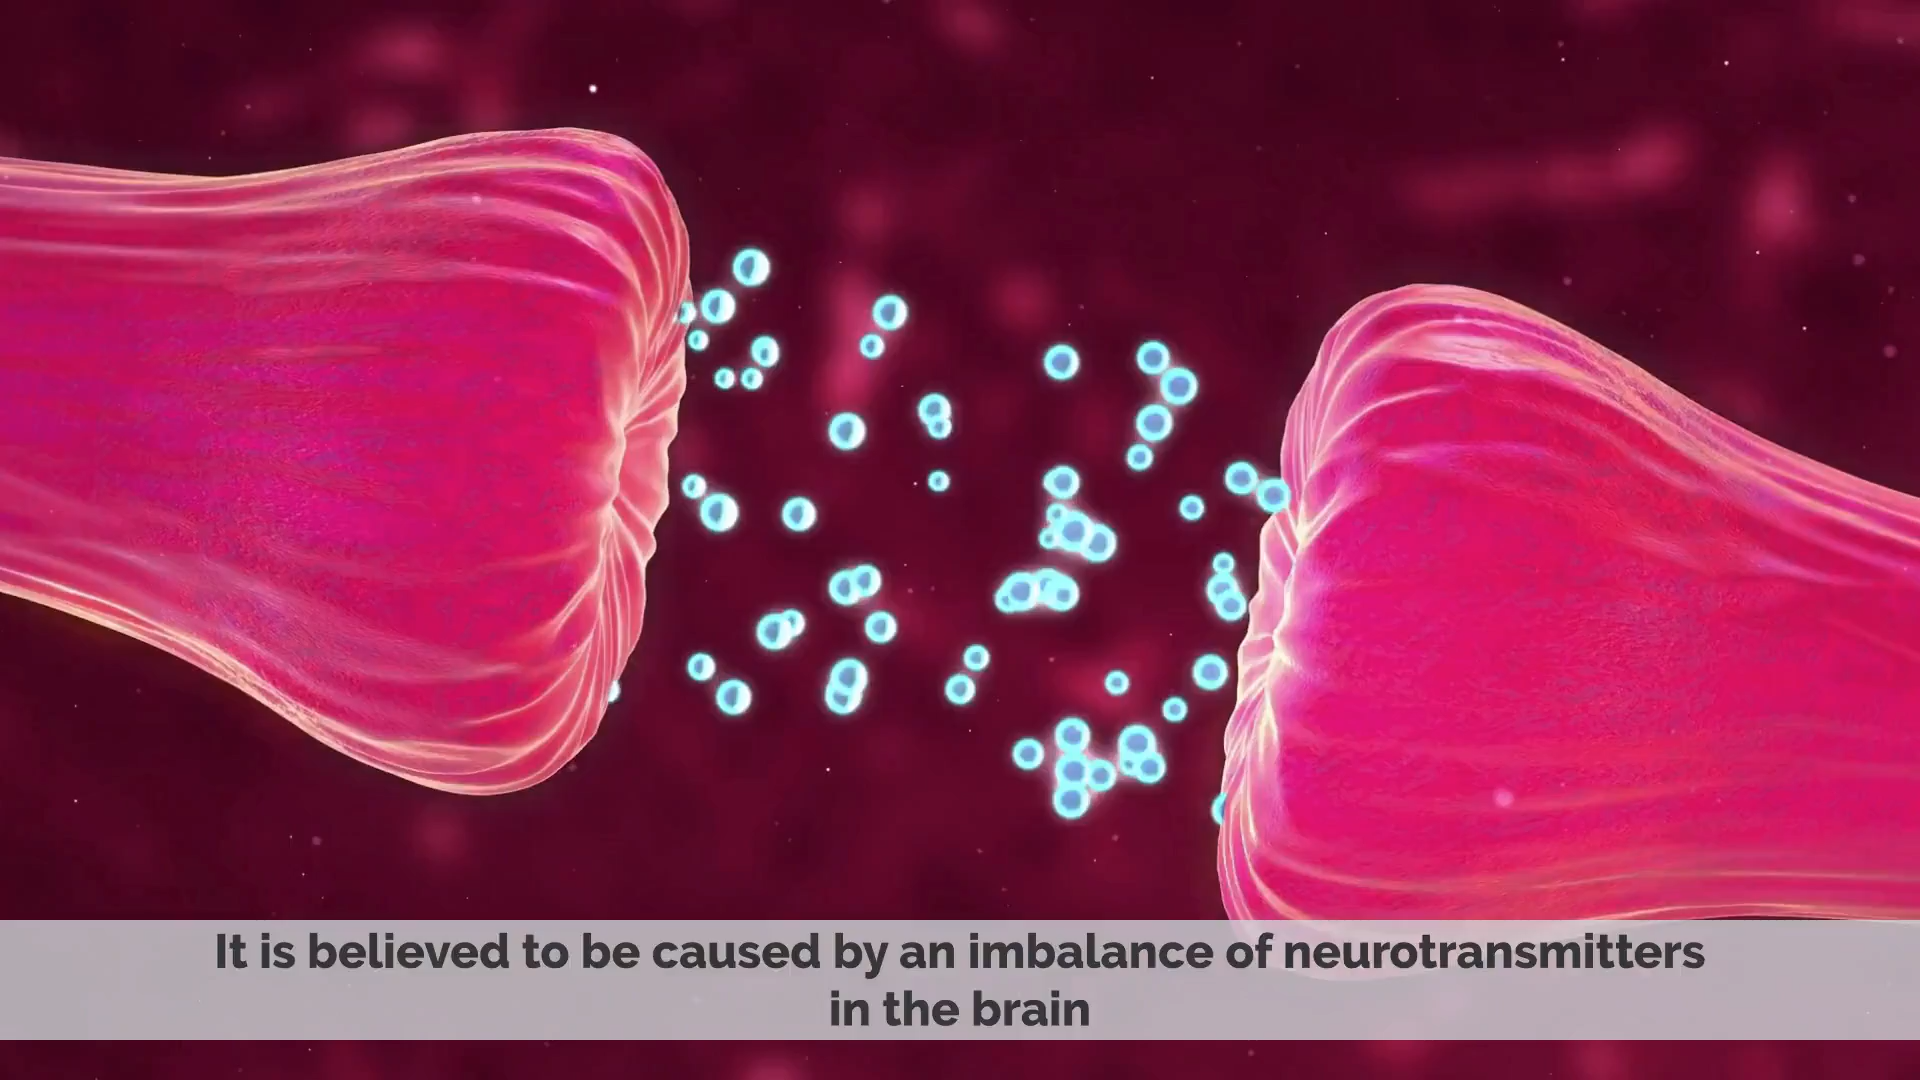 It is believed to be caused by an imbalance of neurotransmitters
in the brain